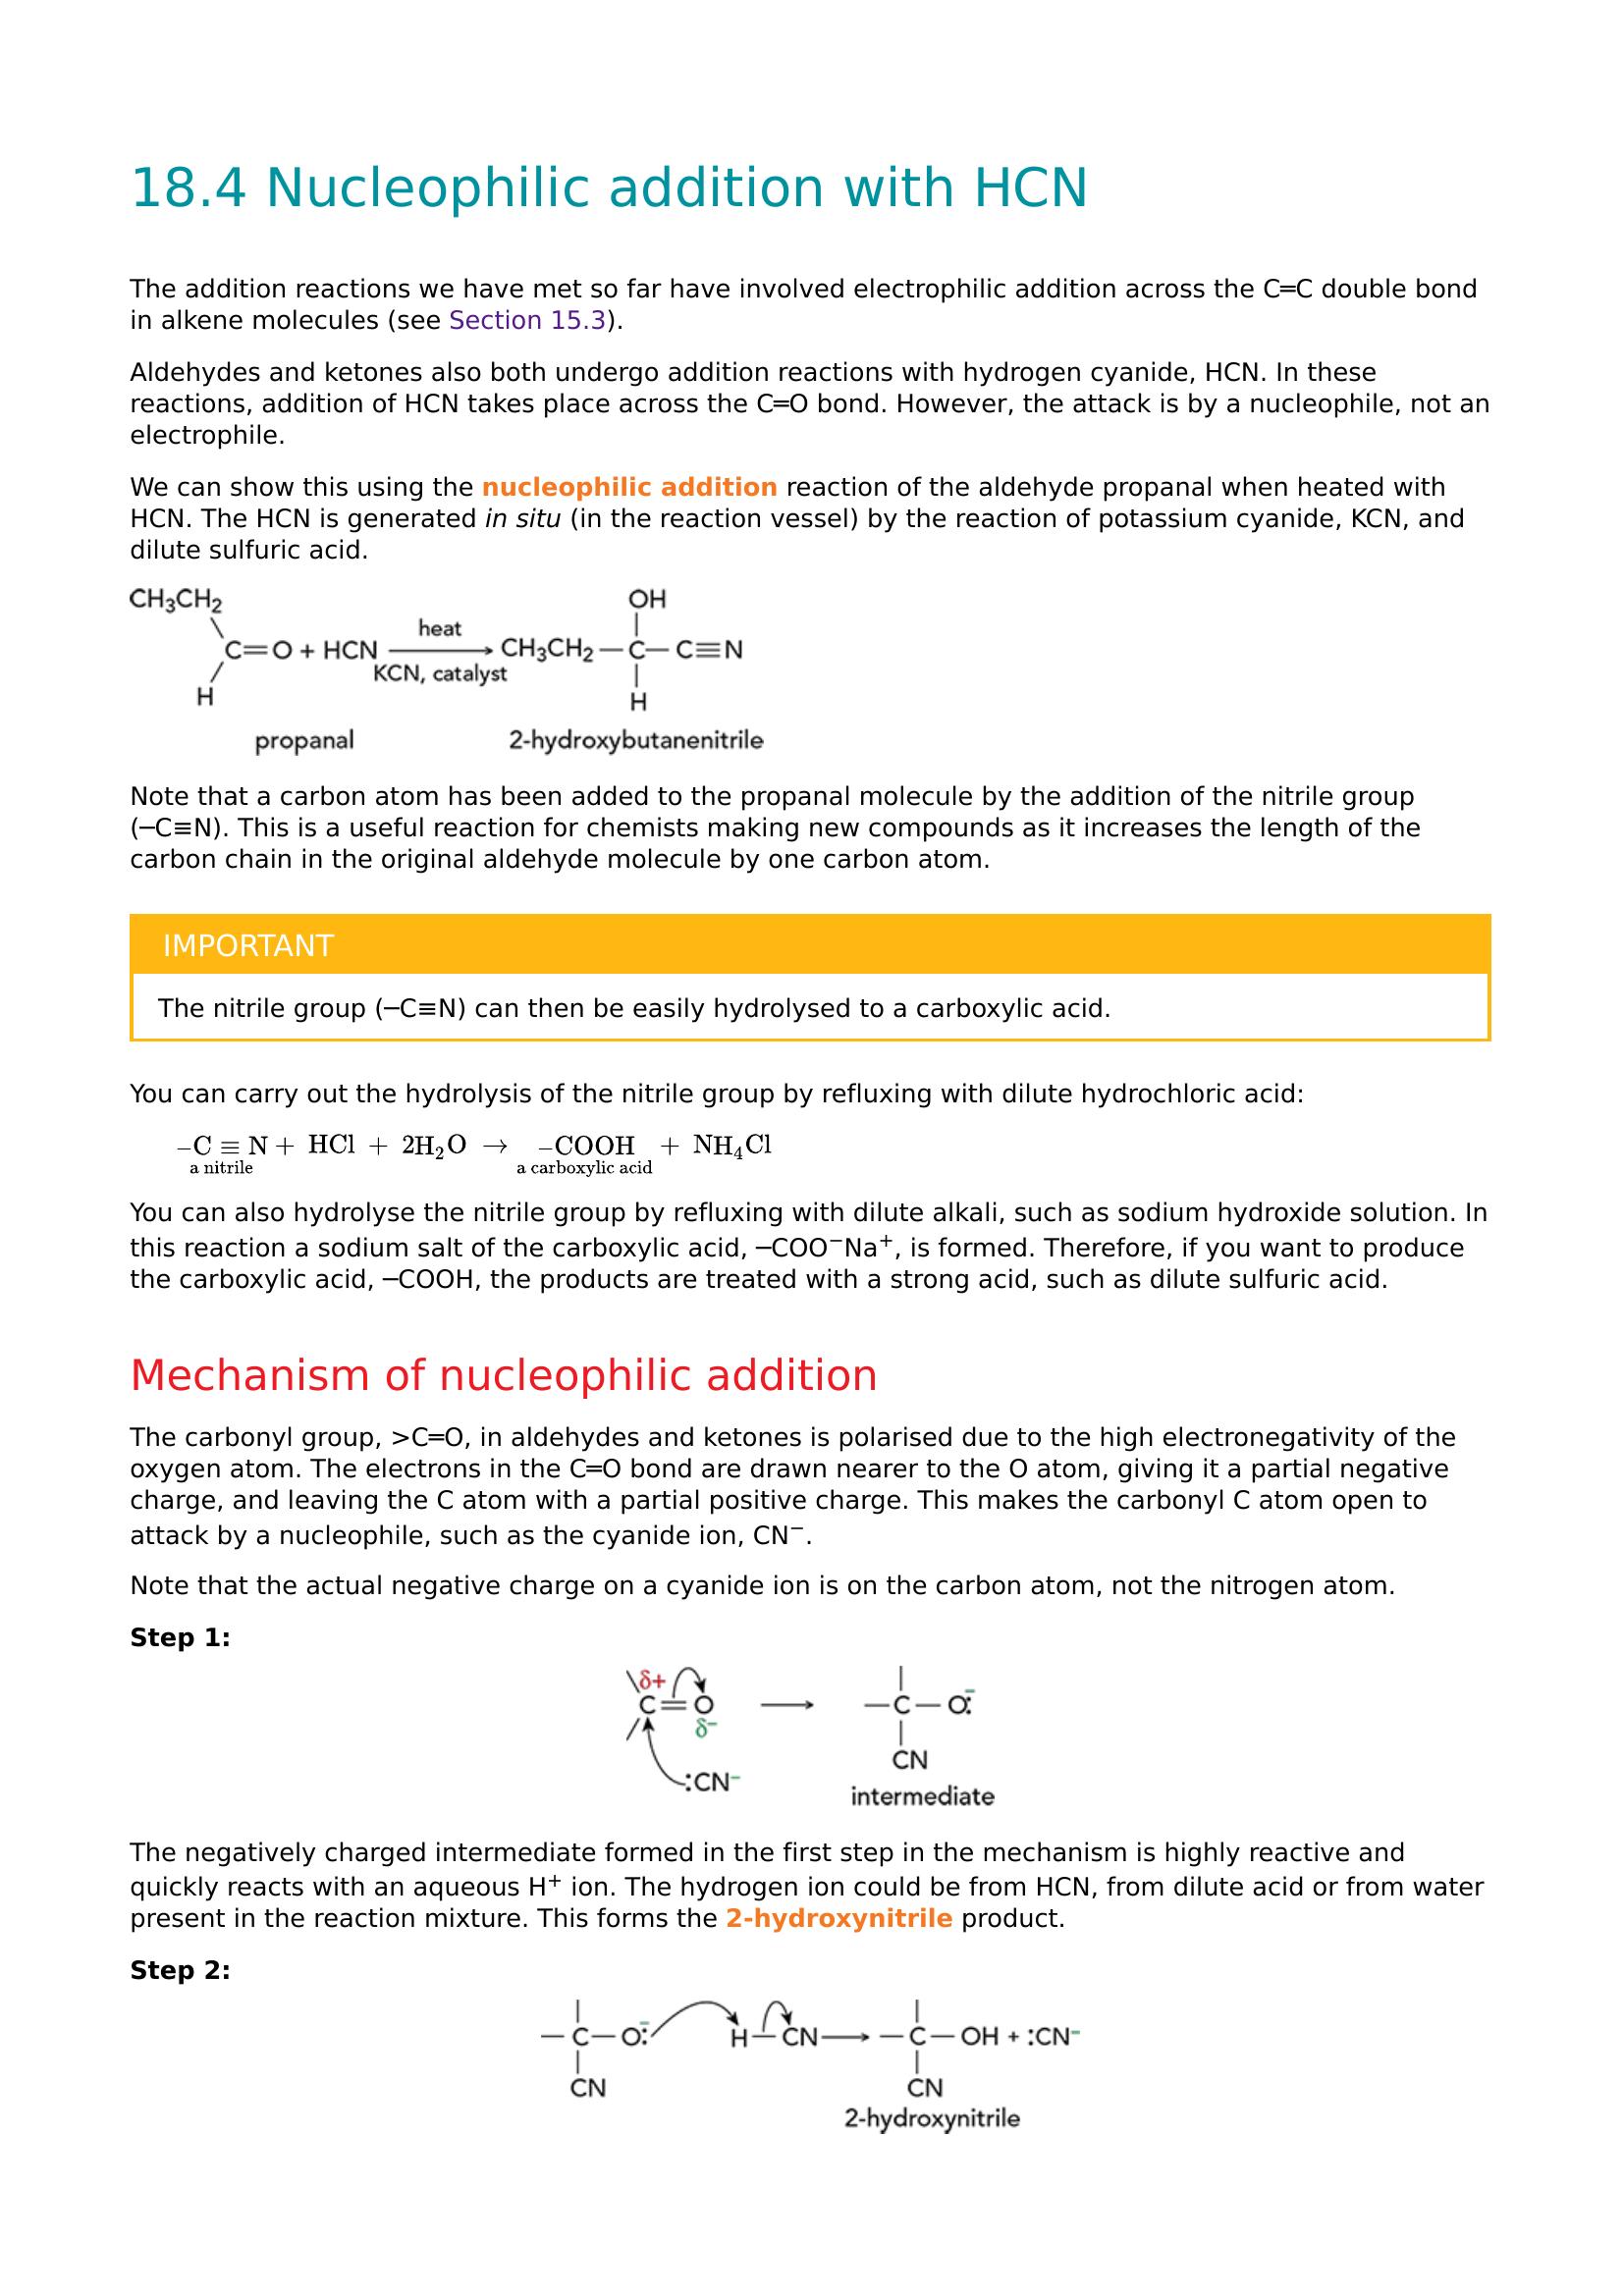 18.4 Nucleophilic addition with HCN
The addition reactions we have met so far have involved electrophilic addition across the C=C double bond
in alkene molecules (see Section 15.3).
Aldehydes and ketones also both undergo addition reactions with hydrogen cyanide, HCN. In these
reactions, addition of HCN takes place across the C=O bond. However, the attack is by a nucleophile, not an
electrophile.
We can show this using the nucleophilic addition reaction of the aldehyde propanal when heated with
HCN. The HCN is generated in situ (in the reaction vessel) by the reaction of potassium cyanide, KCN, and
dilute sulfuric acid.
CH₃CH₂ OH
heat
C=O + HCN ⟶ CH₃CH₂—C—C≡N
KCN, catalyst
H H
propanal 2-hydroxybutanenitrile
Note that a carbon atom has been added to the propanal molecule by the addition of the nitrile group
(–C≡N). This is a useful reaction for chemists making new compounds as it increases the length of the
carbon chain in the original aldehyde molecule by one carbon atom.
IMPORTANT
The nitrile group (–C≡N) can then be easily hydrolysed to a carboxylic acid.
You can carry out the hydrolysis of the nitrile group by refluxing with dilute hydrochloric acid:
–C ≡ N + HCl + 2H₂O → –COOH + NH₄Cl
a nitrile a carboxylic acid
You can also hydrolyse the nitrile group by refluxing with dilute alkali, such as sodium hydroxide solution. In
this reaction a sodium salt of the carboxylic acid, –COO⁻Na⁺, is formed. Therefore, if you want to produce
the carboxylic acid, –COOH, the products are treated with a strong acid, such as dilute sulfuric acid.
Mechanism of nucleophilic addition
The carbonyl group, >C=O, in aldehydes and ketones is polarised due to the high electronegativity of the
oxygen atom. The electrons in the C=O bond are drawn nearer to the O atom, giving it a partial negative
charge, and leaving the C atom with a partial positive charge. This makes the carbonyl C atom open to
attack by a nucleophile, such as the cyanide ion, CN⁻.
Note that the actual negative charge on a cyanide ion is on the carbon atom, not the nitrogen atom.
Step 1:
δ+
C=O ⟶ —C—O:⁻
δ−
CN
:CN⁻
intermediate
The negatively charged intermediate formed in the first step in the mechanism is highly reactive and
quickly reacts with an aqueous H⁺ ion. The hydrogen ion could be from HCN, from dilute acid or from water
present in the reaction mixture. This forms the 2-hydroxynitrile product.
Step 2:
—C—O:⁻ H—CN ⟶ —C—OH + :CN⁻
CN CN
2-hydroxynitrile